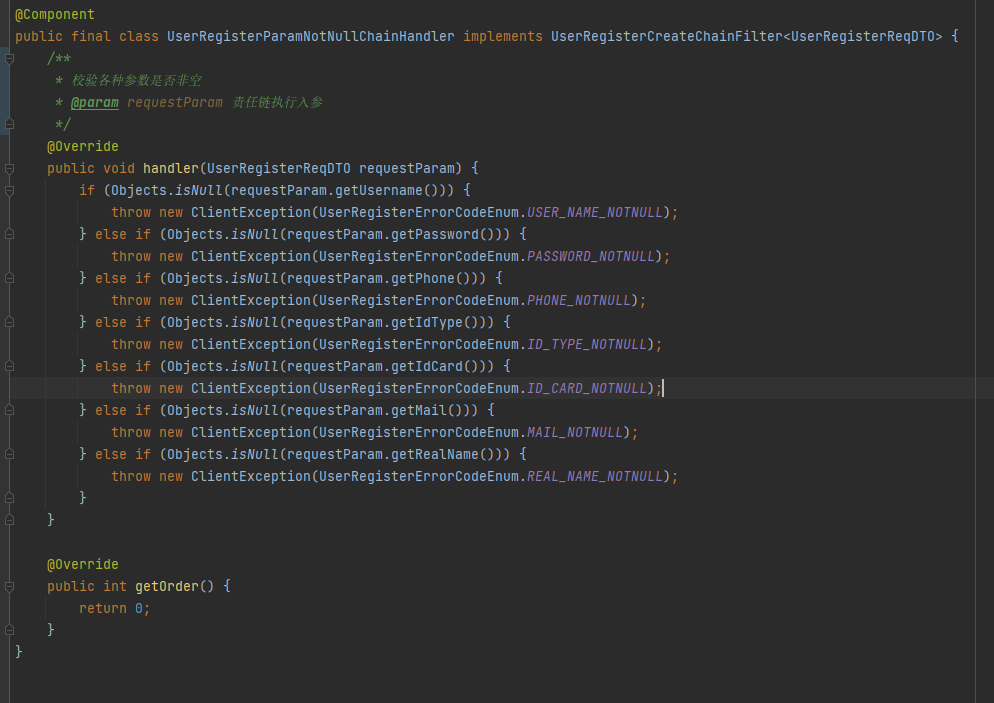 @Component
public final class UserRegisterParamNotNullChainHandler implements UserRegisterCreateChainFilter<UserRegisterReqDTO> {
    /**
     * 校验各种参数是否非空
     * @param requestParam 责任链执行入参
     */
    @Override
    public void handler(UserRegisterReqDTO requestParam) {
        if (Objects.isNull(requestParam.getUsername())) {
            throw new ClientException(UserRegisterErrorCodeEnum.USER_NAME_NOTNULL);
        } else if (Objects.isNull(requestParam.getPassword())) {
            throw new ClientException(UserRegisterErrorCodeEnum.PASSWORD_NOTNULL);
        } else if (Objects.isNull(requestParam.getPhone())) {
            throw new ClientException(UserRegisterErrorCodeEnum.PHONE_NOTNULL);
        } else if (Objects.isNull(requestParam.getIdType())) {
            throw new ClientException(UserRegisterErrorCodeEnum.ID_TYPE_NOTNULL);
        } else if (Objects.isNull(requestParam.getIdCard())) {
            throw new ClientException(UserRegisterErrorCodeEnum.ID_CARD_NOTNULL);
        } else if (Objects.isNull(requestParam.getMail())) {
            throw new ClientException(UserRegisterErrorCodeEnum.MAIL_NOTNULL);
        } else if (Objects.isNull(requestParam.getRealName())) {
            throw new ClientException(UserRegisterErrorCodeEnum.REAL_NAME_NOTNULL);
        }
    }

    @Override
    public int getOrder() {
        return 0;
    }
}